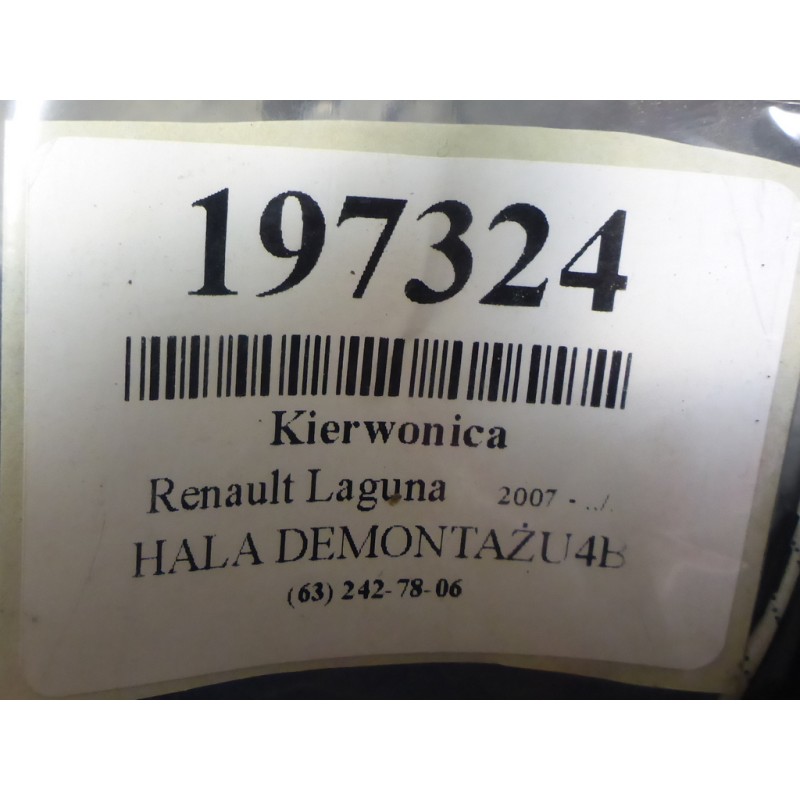 197324
Kierwonica
Renault Laguna 2007 - ../.
HALA DEMONTAŻU4B
(63) 242-78-06